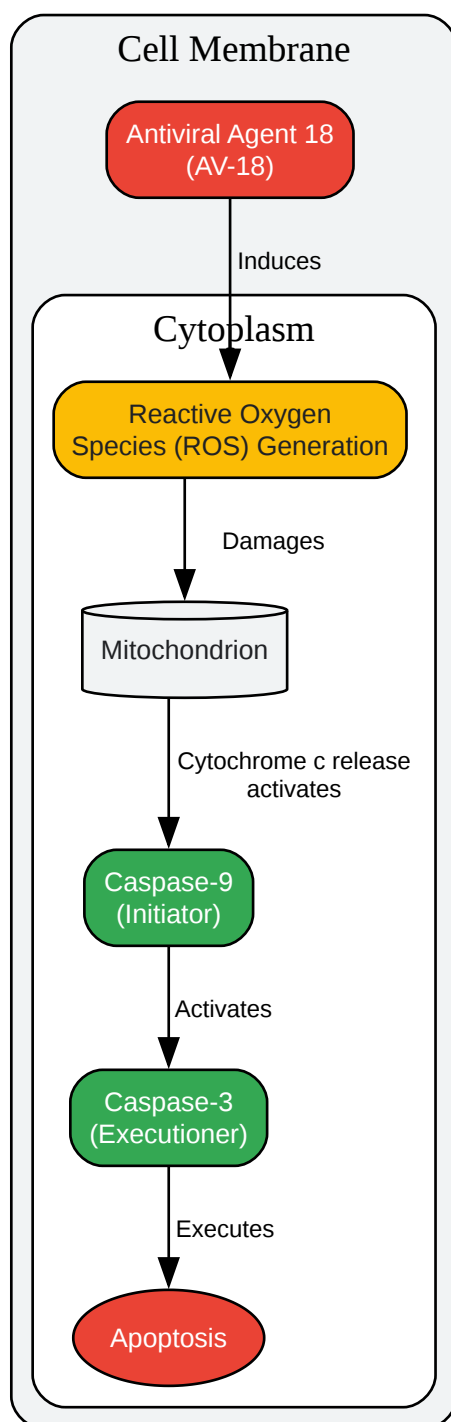 Cell Membrane
Antiviral Agent 18
(AV-18)
Induces
Cytoplasm
Reactive Oxygen
Species (ROS) Generation
Damages
Mitochondrion
Cytochrome c release
activates
Caspase-9
(Initiator)
Activates
Caspase-3
(Executioner)
Executes
Apoptosis